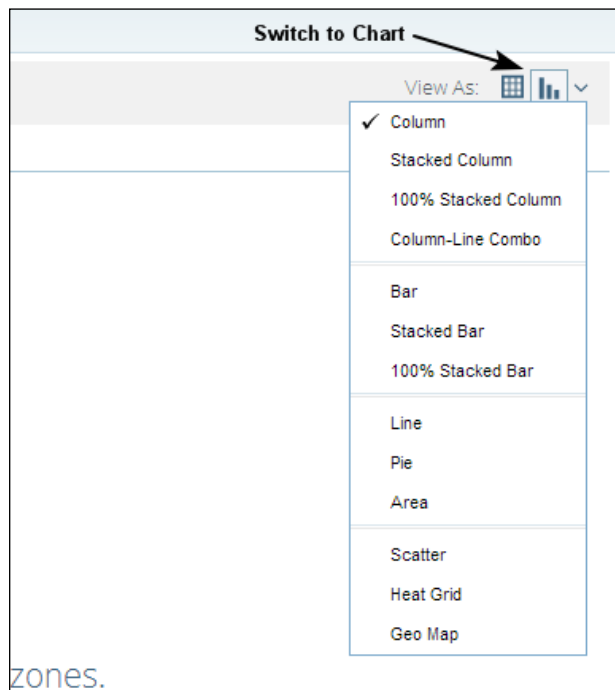 Switch to Chart
View As:
Column
Stacked Column
100% Stacked Column
Column-Line Combo
Bar
Stacked Bar
100% Stacked Bar
Line
Pie
Area
Scatter
Heat Grid
Geo Map
zones.